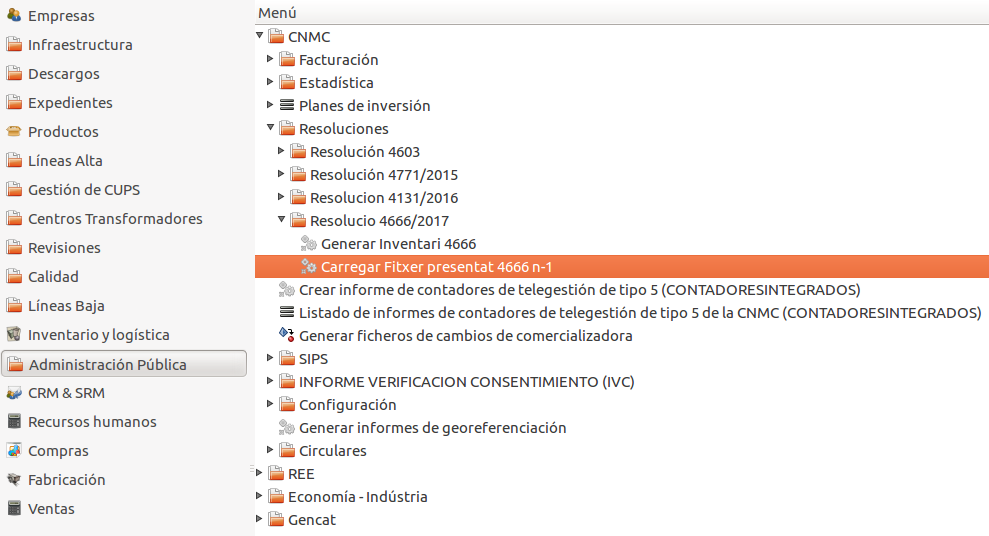 Empresas
Infraestructura
Descargos
Expedientes
Productos
Líneas Alta
Gestión de CUPS
Centros Transformadores
Revisiones
Calidad
Líneas Baja
Inventario y logística
Administración Pública
CRM & SRM
Recursos humanos
Compras
Fabricación
Ventas
Menú
CNMC
Facturación
Estadística
Planes de inversión
Resoluciones
Resolución 4603
Resolución 4771/2015
Resolucion 4131/2016
Resolucio 4666/2017
Generar Inventari 4666
Carregar Fitxer presentat 4666 n-1
Crear informe de contadores de telegestión de tipo 5 (CONTADORESINTEGRADOS)
Listado de informes de contadores de telegestión de tipo 5 de la CNMC (CONTADORESINTEGRADOS)
Generar ficheros de cambios de comercializadora
SIPS
INFORME VERIFICACION CONSENTIMIENTO (IVC)
Configuración
Generar informes de georeferenciación
Circulares
REE
Economía - Indústria
Gencat